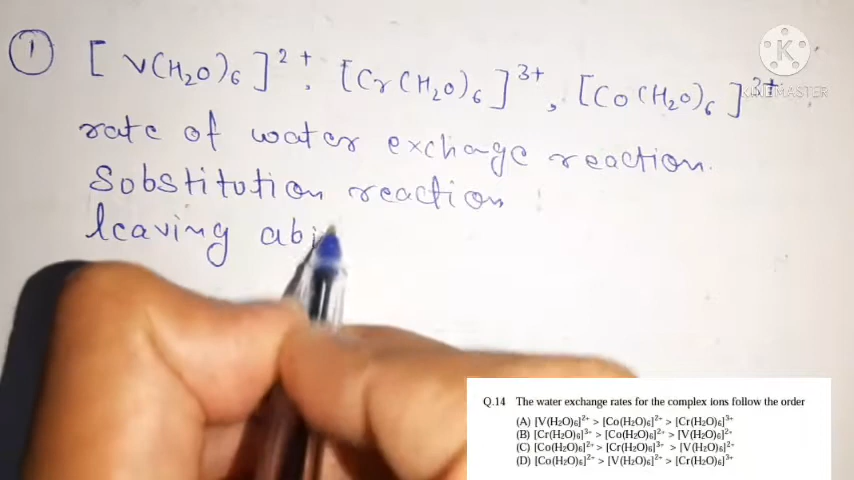 ① [V(H₂O)₆]²⁺, [Cr(H₂O)₆]³⁺, [Co(H₂O)₆]
KINEMASTER
rate of water exchange reaction.
Sobstitution reaction
leaving abi
Q.14 The water exchange rates for the complex ions follow the order
(A) [V(H₂O)₆]²⁺ > [Co(H₂O)₆]²⁺ > [Cr(H₂O)₆]³⁺
(B) [Cr(H₂O)₆]³⁺ > [Co(H₂O)₆]²⁺ > [V(H₂O)₆]²⁺
(C) [Co(H₂O)₆]²⁺ > [Cr(H₂O)₆]³⁺ > [V(H₂O)₆]²⁺
(D) [Co(H₂O)₆]²⁺ > [V(H₂O)₆]²⁺ > [Cr(H₂O)₆]³⁺